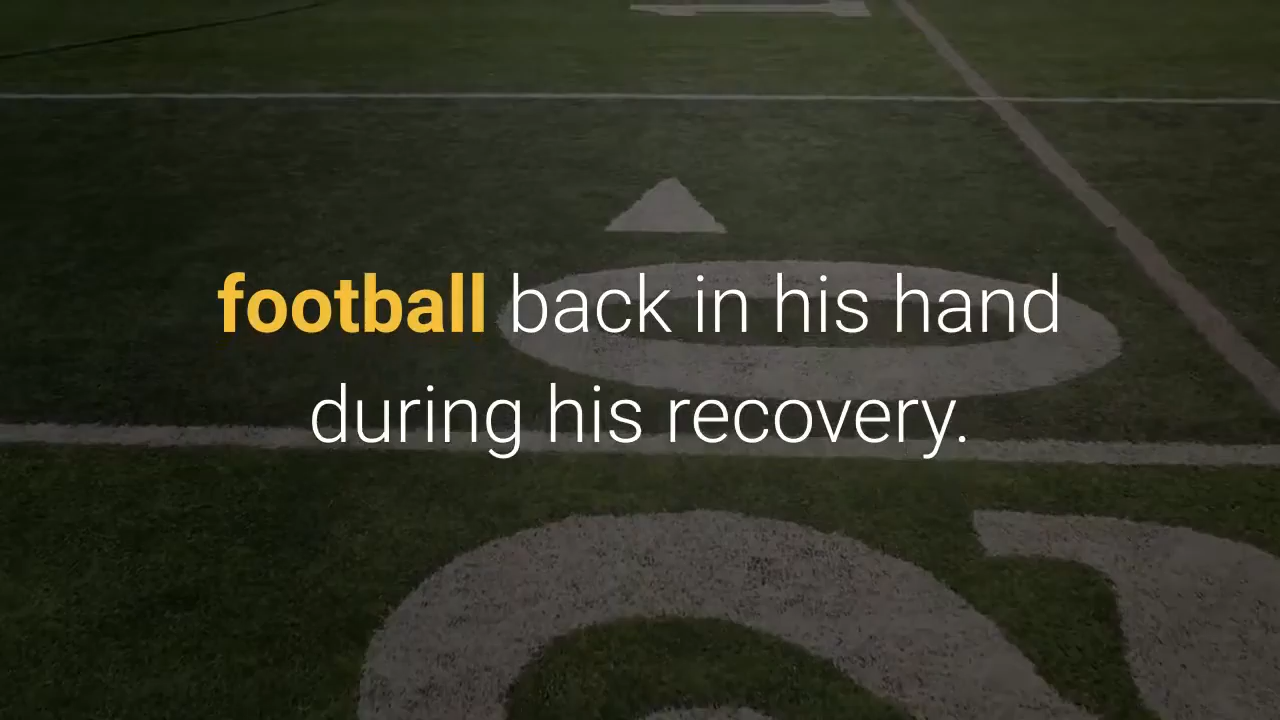 football back in his hand
during his recovery.